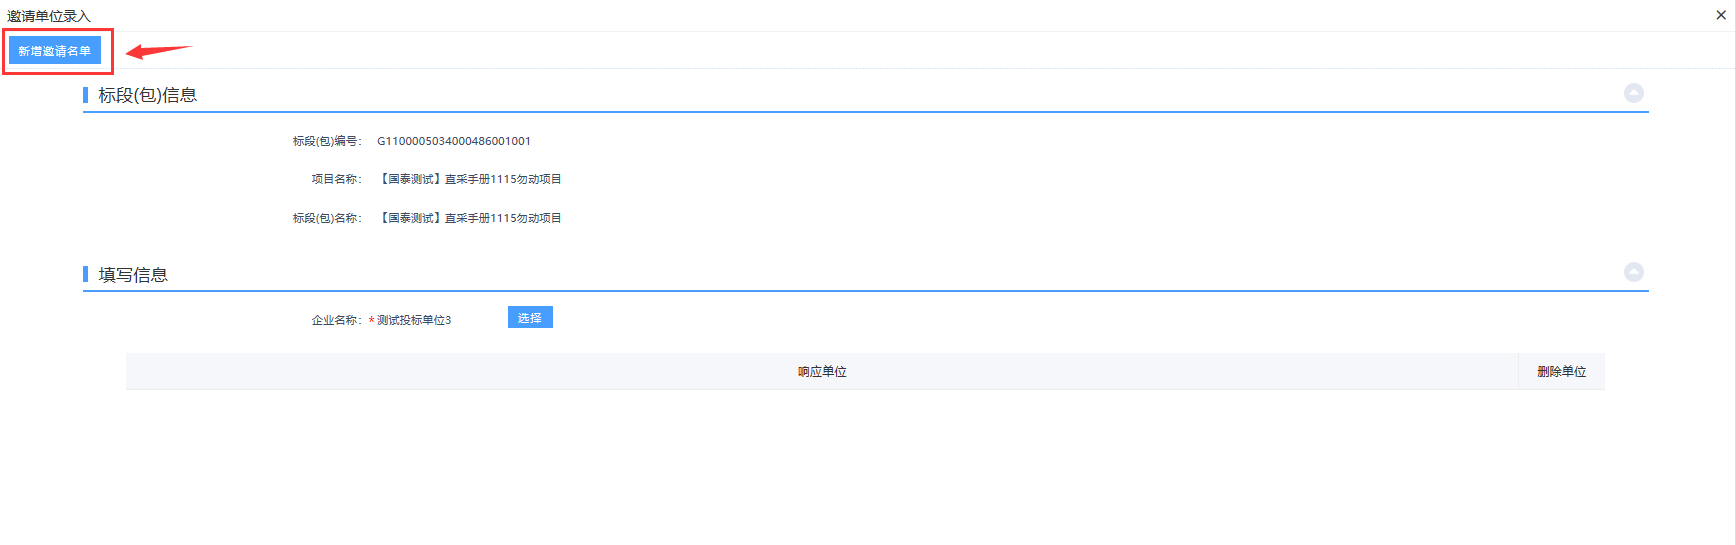 邀请单位录入
新增邀请名单
标段(包)信息
标段(包)编号： G1100005034000486001001
项目名称： 【国泰测试】直采手册1115勿动项目
标段(包)名称： 【国泰测试】直采手册1115勿动项目
填写信息
企业名称：*测试投标单位3 选择
响应单位 删除单位